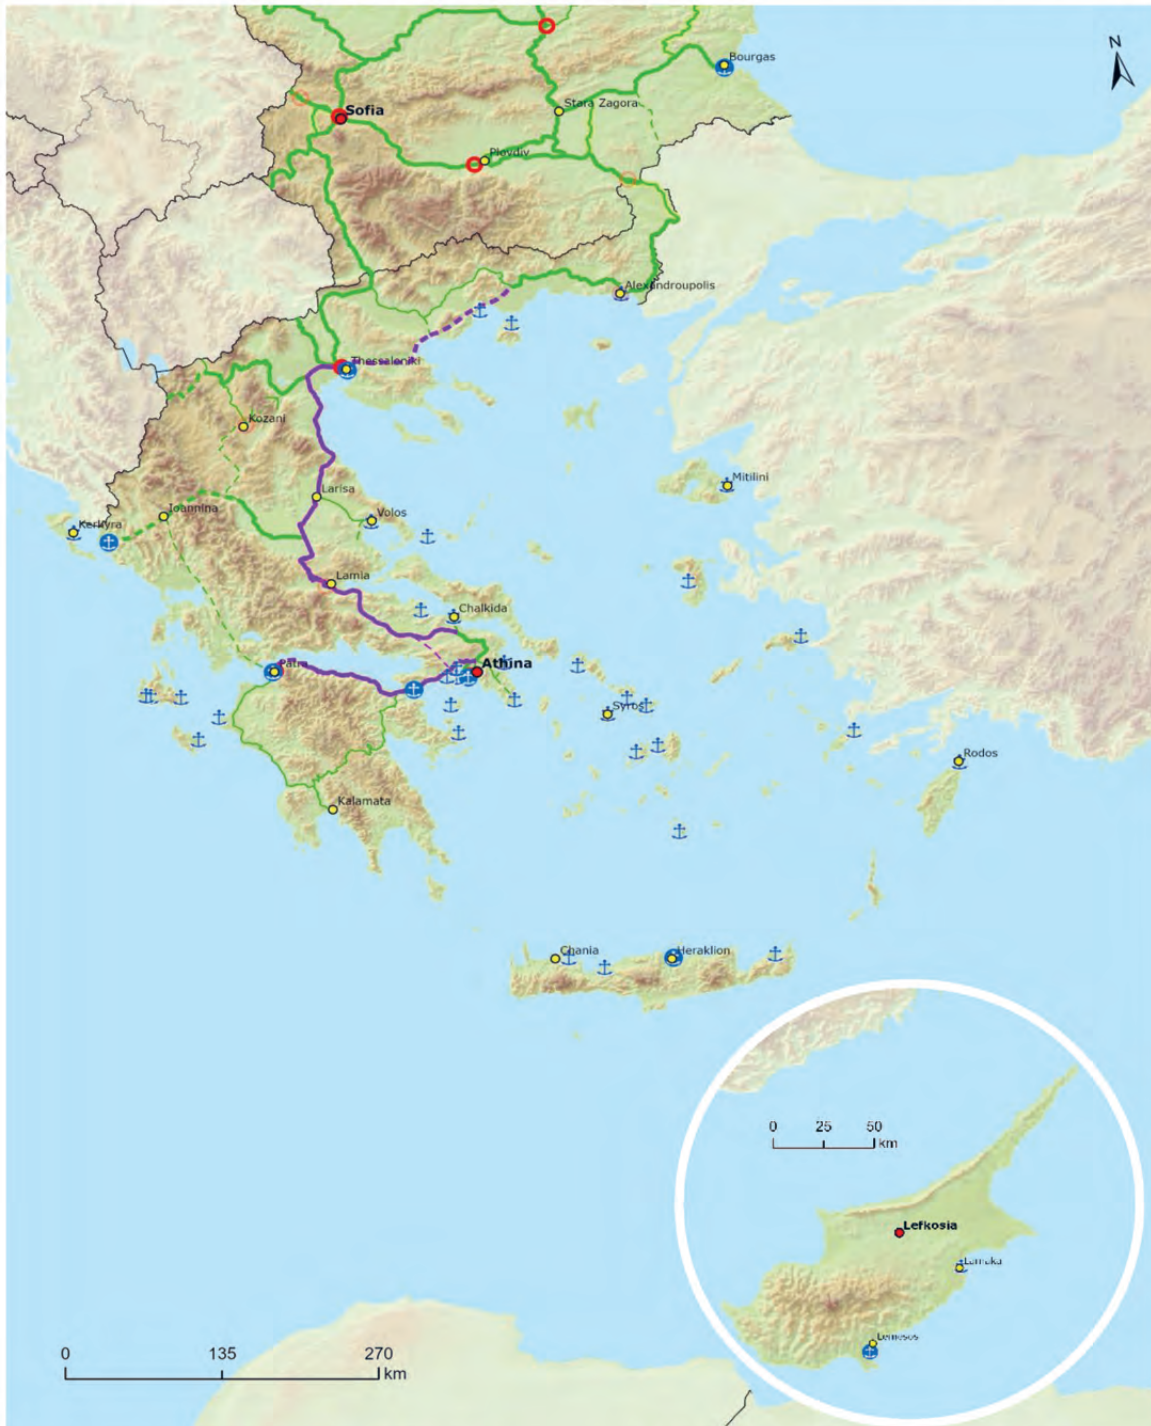 N
Bourgas
Sofia
Stara Zagora
Plovdiv
Alexandroupolis
Thessaloniki
Kozani
Mitilini
Larisa
Ioannina
Volos
Kerkyra
Lamia
Chalkida
Athina
Patra
Syros
Rodos
Kalamata
Chania
Heraklion
0 25 50
km
Lefkosia
Larnaka
Lemesos
0 135 270
km